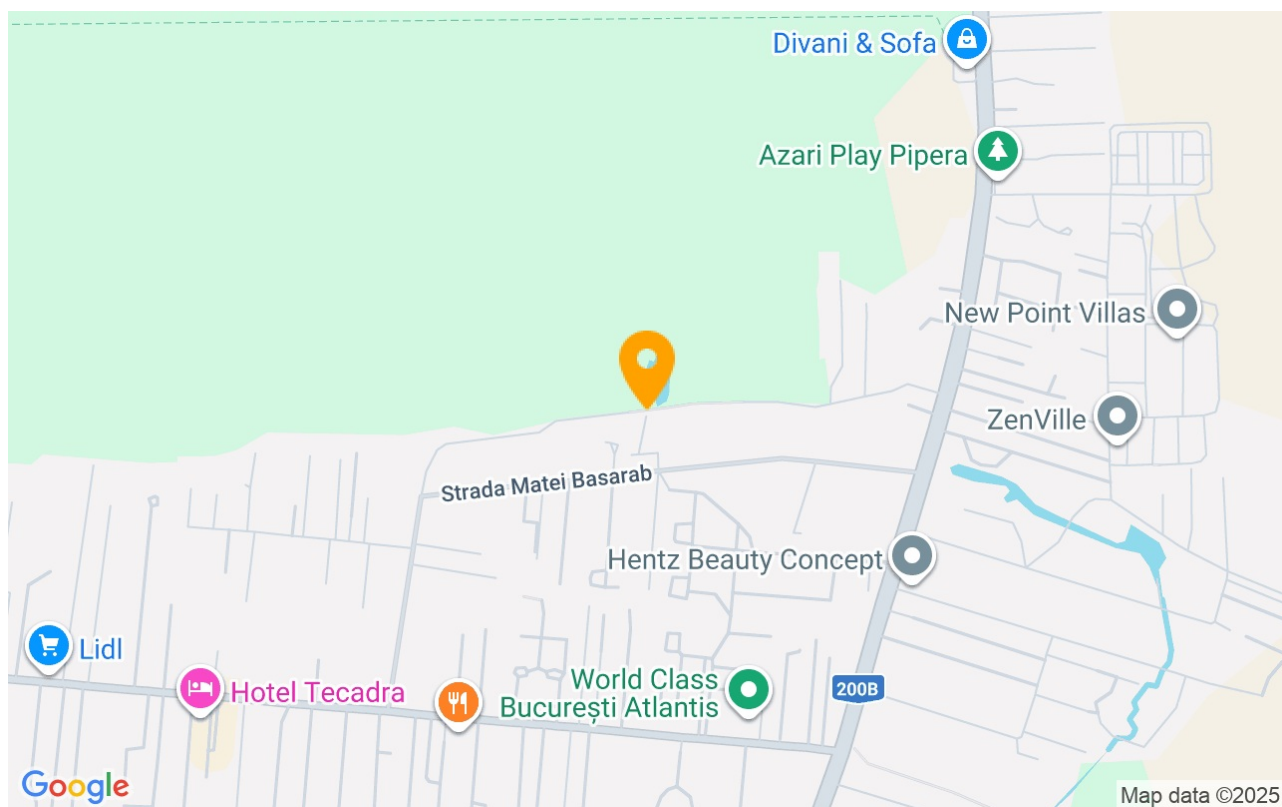 Divani & Sofa
Azari Play Pipera
New Point Villas
ZenVille
Strada Matei Basarab
Hentz Beauty Concept
Lidl
Hotel Tecadra
World Class
București Atlantis
200B
Google
Map data ©2025